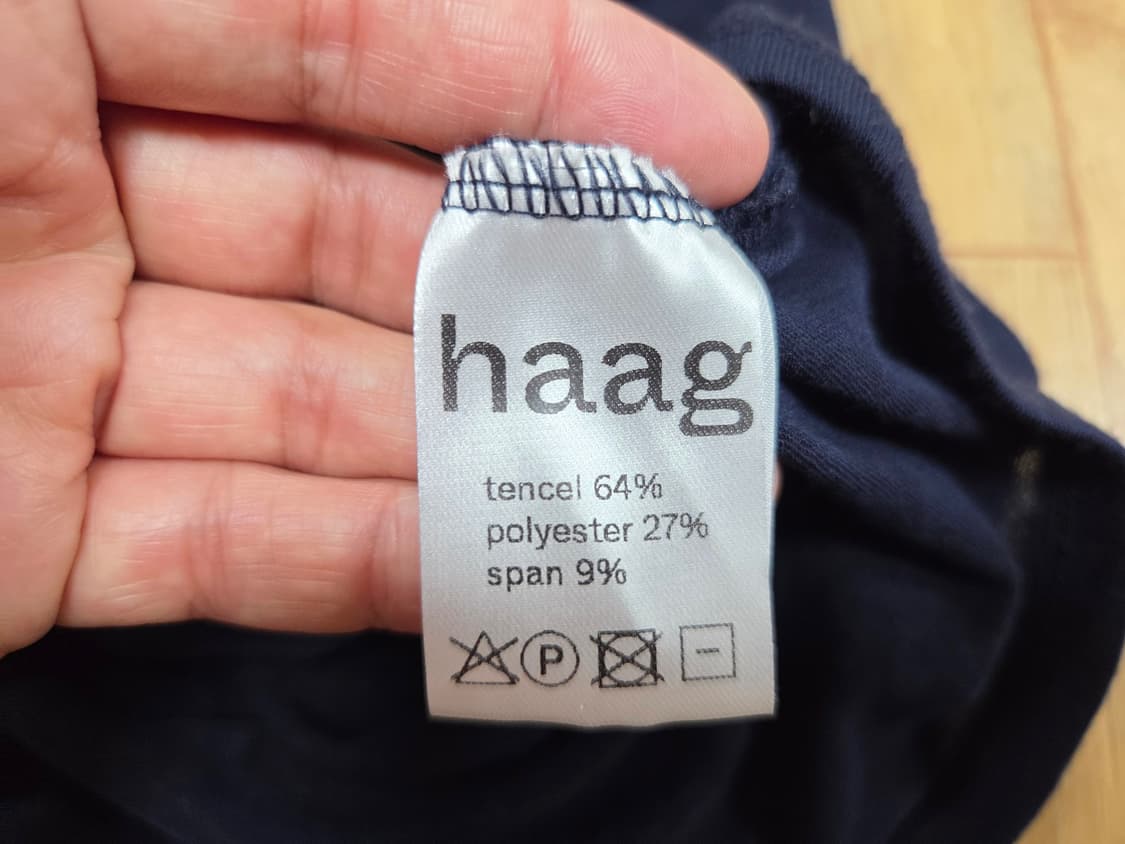 haag
tencel 64%
polyester 27%
span 9%
P